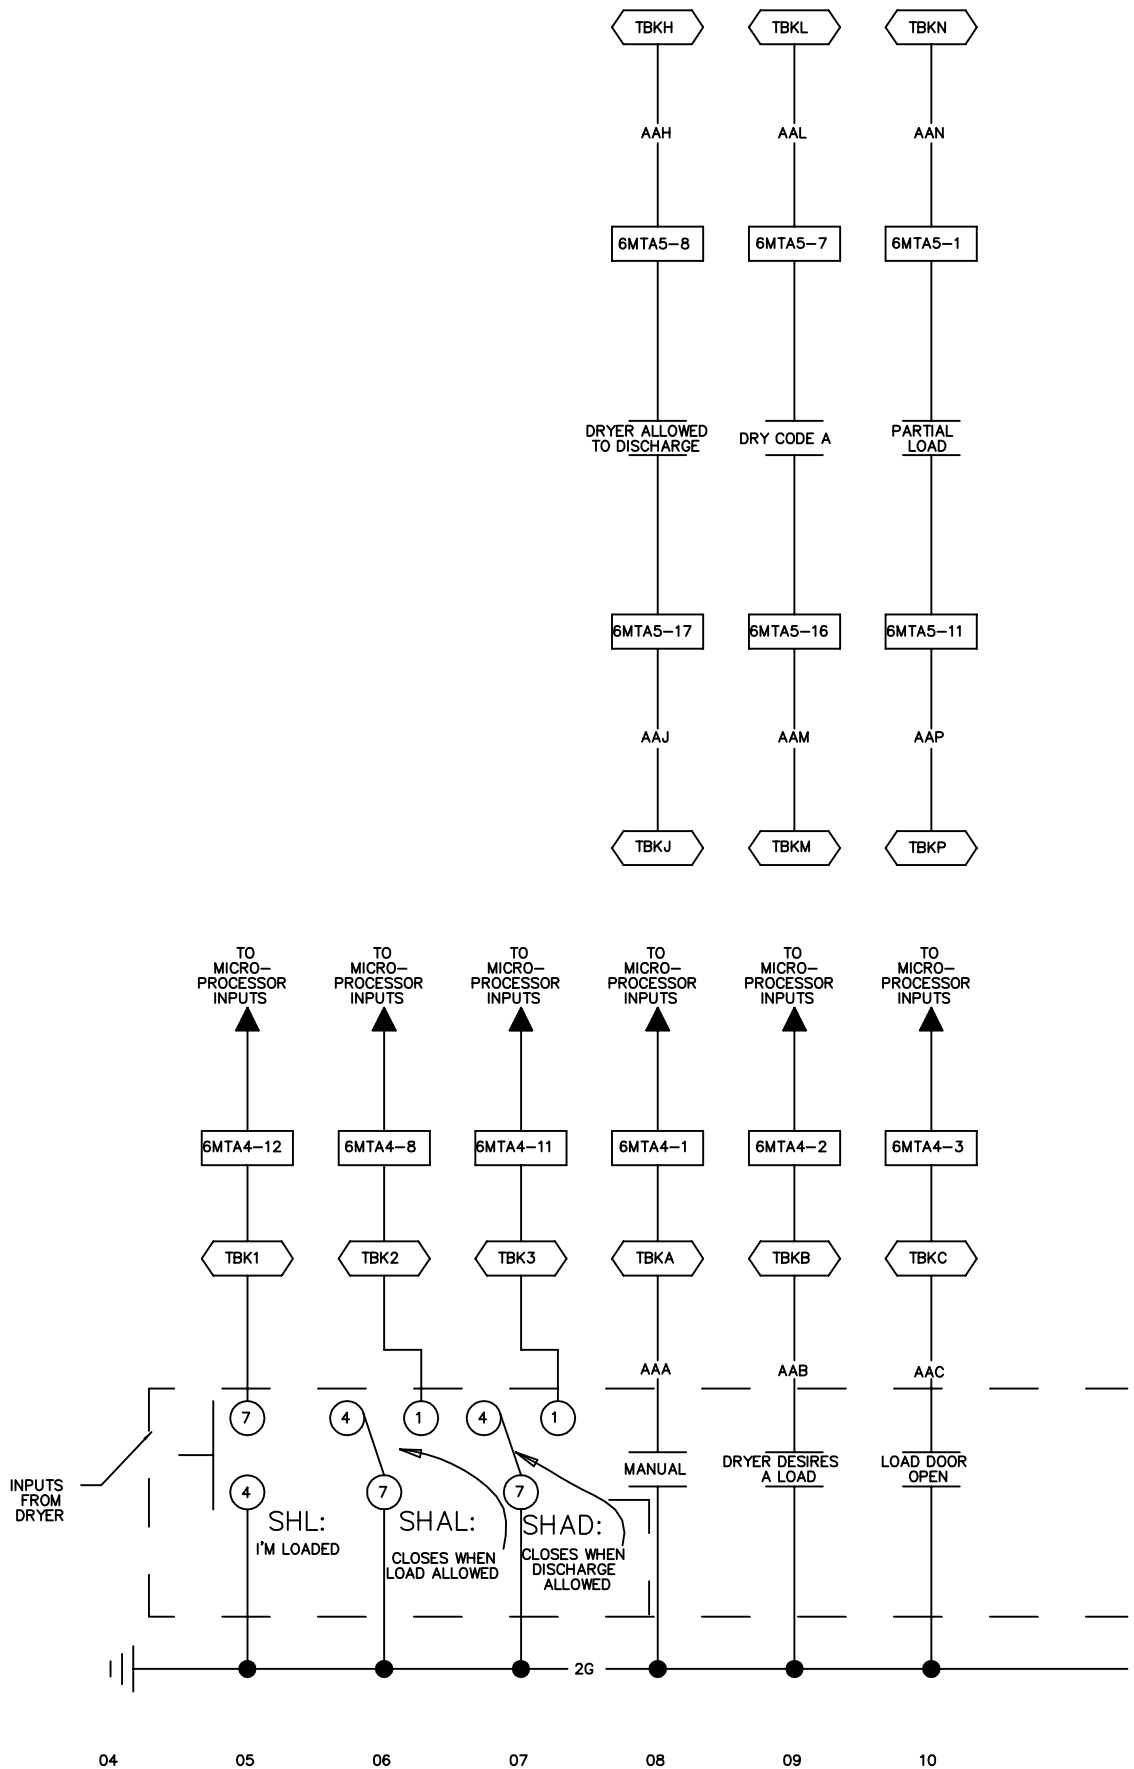 TBKH TBKL TBKN
AAH AAL AAN
6MTA5-8 6MTA5-7 6MTA5-1
DRYER ALLOWED
TO DISCHARGE
DRY CODE A
PARTIAL
LOAD
6MTA5-17 6MTA5-16 6MTA5-11
AAJ AAM AAP
TBKJ TBKM TBKP
TO
MICRO-
PROCESSOR
INPUTS
TO
MICRO-
PROCESSOR
INPUTS
TO
MICRO-
PROCESSOR
INPUTS
TO
MICRO-
PROCESSOR
INPUTS
TO
MICRO-
PROCESSOR
INPUTS
TO
MICRO-
PROCESSOR
INPUTS
6MTA4-12 6MTA4-8 6MTA4-11 6MTA4-1 6MTA4-2 6MTA4-3
TBK1 TBK2 TBK3 TBKA TBKB TBKC
AAA AAB AAC
7 4 1 4 1
INPUTS
FROM
DRYER
4 7 7
MANUAL
DRYER DESIRES
A LOAD
LOAD DOOR
OPEN
SHL:
I'M LOADED
SHAL:
CLOSES WHEN
LOAD ALLOWED
SHAD:
CLOSES WHEN
DISCHARGE
ALLOWED
2G
04 05 06 07 08 09 10